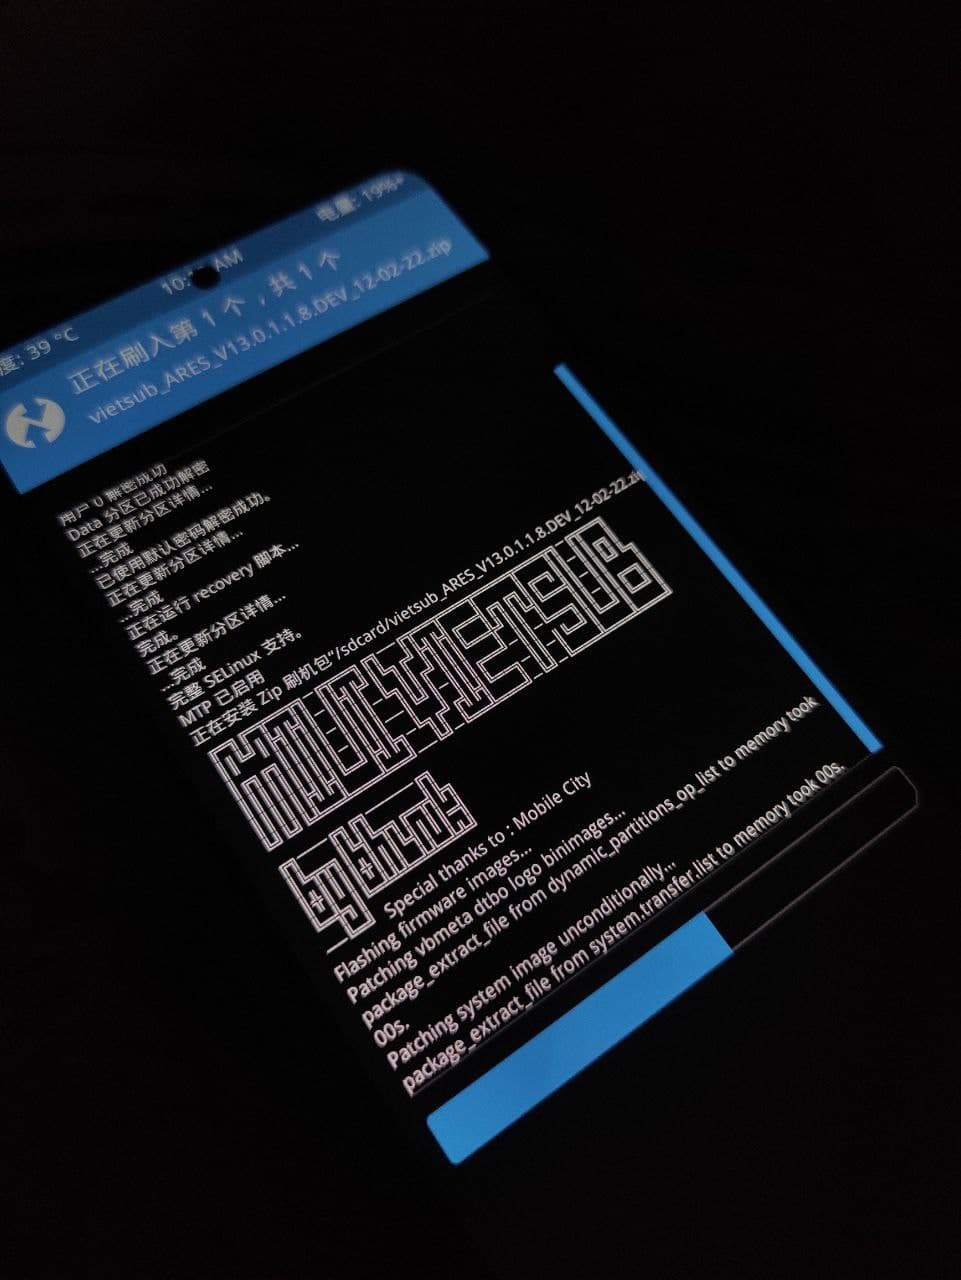 度: 39 °C
AM
电量: 19%+
正在刷入第 1 个，共 1 个
vietsub_ARES_V13.0.1.1.8.DEV_12-02-22.zip
用户 0 解密成功
Data 分区已成功解密
正在更新分区详情...
...完成
已使用默认密码解密成功。
正在更新分区详情...
...完成
正在运行 recovery 脚本...
完成。
正在更新分区详情...
...完成
完整 SELinux 支持。
MTP 已启用
正在安装 Zip 刷机包“/sdcard/vietsub_ARES_V13.0.1.1.8.DEV_12-02-22.zip
Special thanks to : Mobile City
Flashing firmware images...
Patching vbmeta dtbo logo binimages...
package_extract_file from dynamic_partitions_op_list to memory took
00s.
Patching system image unconditionally...
package_extract_file from system.transfer.list to memory took 00s.